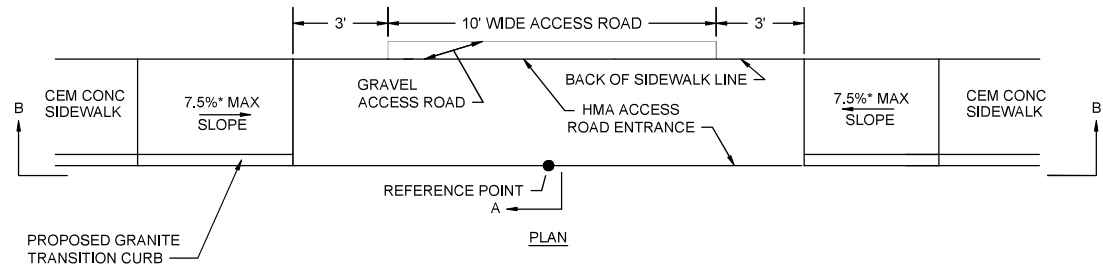 3'
10' WIDE ACCESS ROAD
3'
GRAVEL
ACCESS ROAD
BACK OF SIDEWALK LINE
CEM CONC
SIDEWALK
7.5%* MAX
SLOPE
HMA ACCESS
ROAD ENTRANCE
7.5%* MAX
SLOPE
CEM CONC
SIDEWALK
B
B
REFERENCE POINT
A
PLAN
PROPOSED GRANITE
TRANSITION CURB